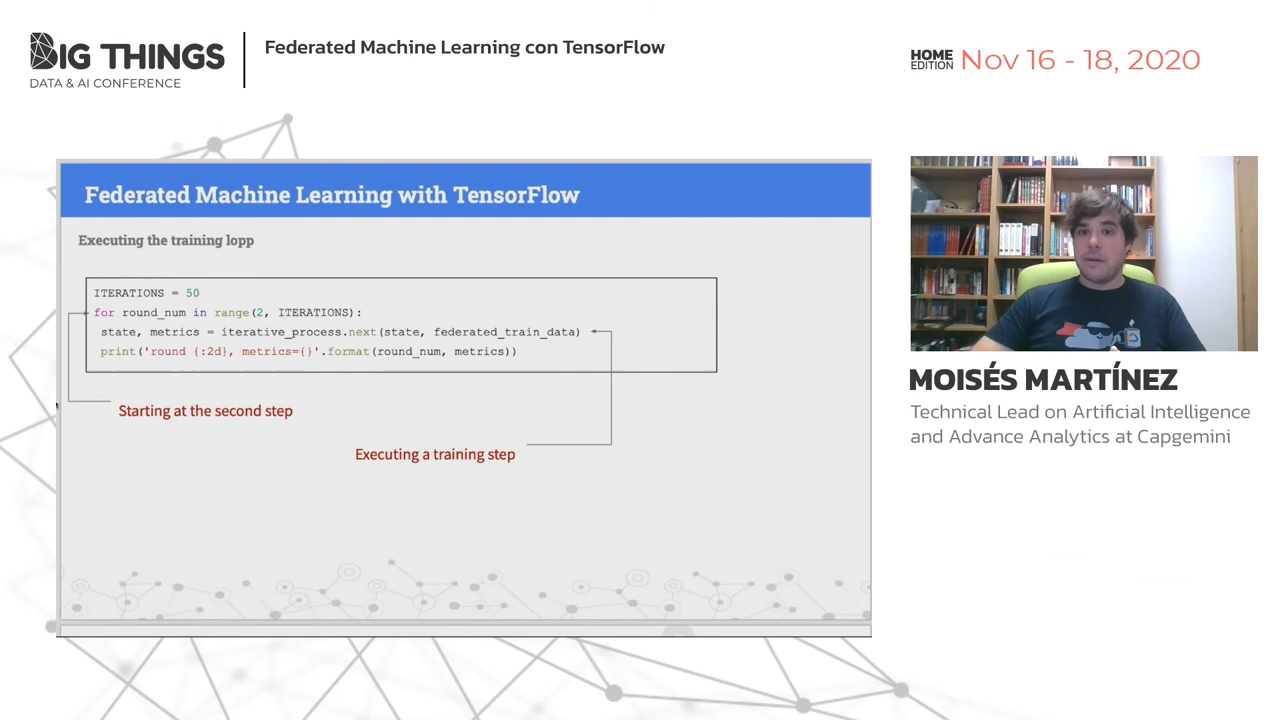 BIG THINGS
DATA & AI CONFERENCE
Federated Machine Learning con TensorFlow
HOME
EDITION
Nov 16 - 18, 2020
Federated Machine Learning with TensorFlow
Executing the training lopp
ITERATIONS = 50
for round_num in range(2, ITERATIONS):
state, metrics = iterative_process.next(state, federated_train_data)
print('round {:2d}, metrics={}'.format(round_num, metrics))
Starting at the second step
Executing a training step
MOISÉS MARTÍNEZ
Technical Lead on Artificial Intelligence
and Advance Analytics at Capgemini